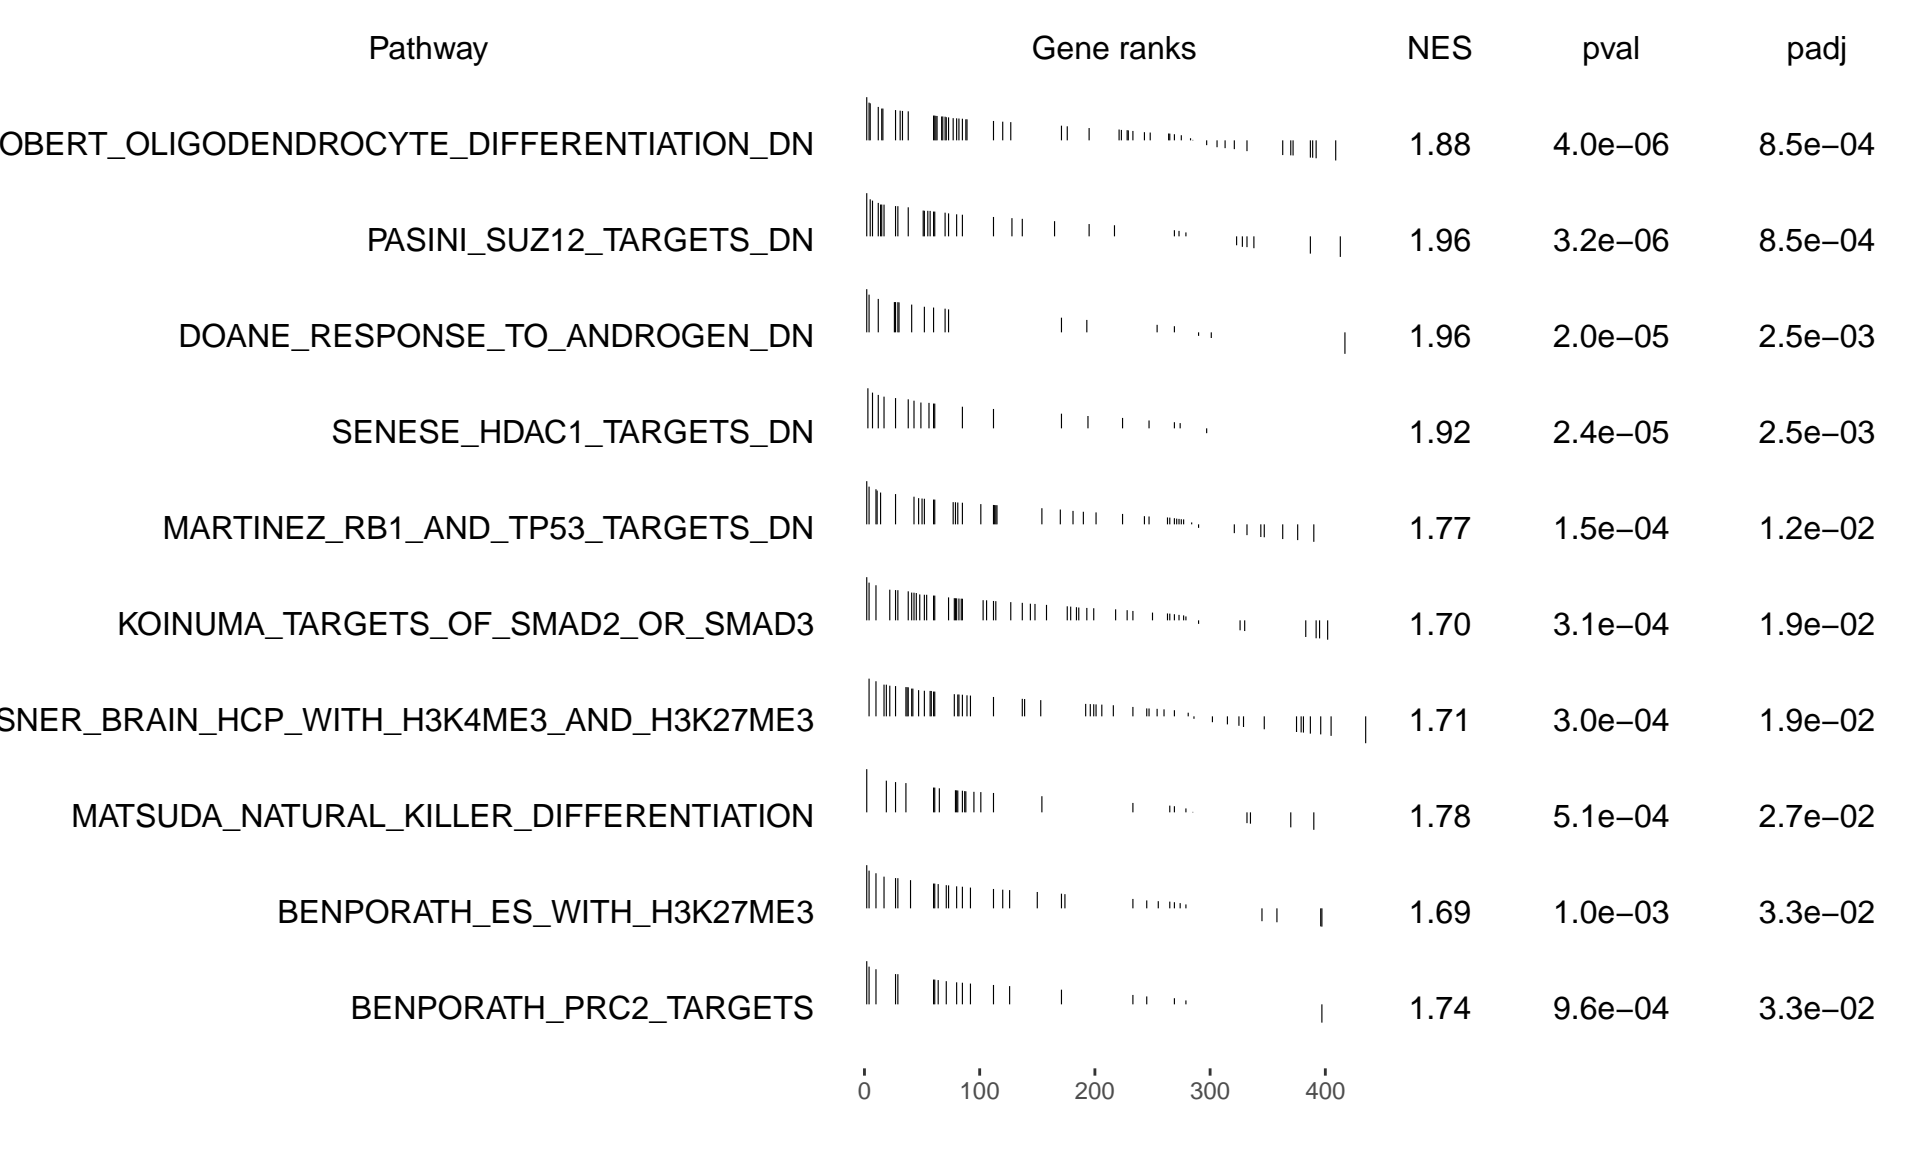 Pathway Gene ranks NES pval padj
OBERT_OLIGODENDROCYTE_DIFFERENTIATION_DN 1.88 4.0e−06 8.5e−04
PASINI_SUZ12_TARGETS_DN 1.96 3.2e−06 8.5e−04
DOANE_RESPONSE_TO_ANDROGEN_DN 1.96 2.0e−05 2.5e−03
SENESE_HDAC1_TARGETS_DN 1.92 2.4e−05 2.5e−03
MARTINEZ_RB1_AND_TP53_TARGETS_DN 1.77 1.5e−04 1.2e−02
KOINUMA_TARGETS_OF_SMAD2_OR_SMAD3 1.70 3.1e−04 1.9e−02
SNER_BRAIN_HCP_WITH_H3K4ME3_AND_H3K27ME3 1.71 3.0e−04 1.9e−02
MATSUDA_NATURAL_KILLER_DIFFERENTIATION 1.78 5.1e−04 2.7e−02
BENPORATH_ES_WITH_H3K27ME3 1.69 1.0e−03 3.3e−02
BENPORATH_PRC2_TARGETS 1.74 9.6e−04 3.3e−02
0 100 200 300 400